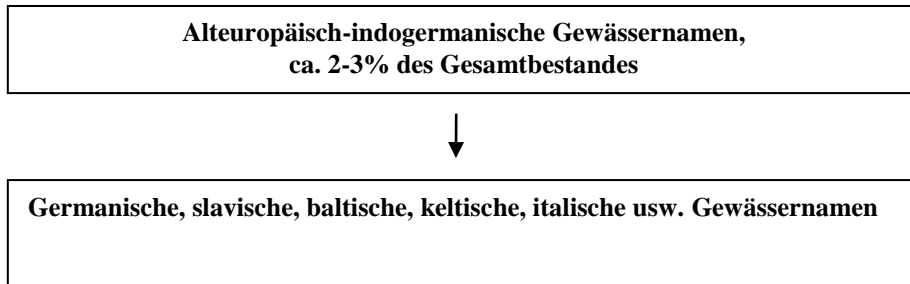 Alteuropäisch-indogermanische Gewässernamen,
ca. 2-3% des Gesamtbestandes
Germanische, slavische, baltische, keltische, italische usw. Gewässernamen